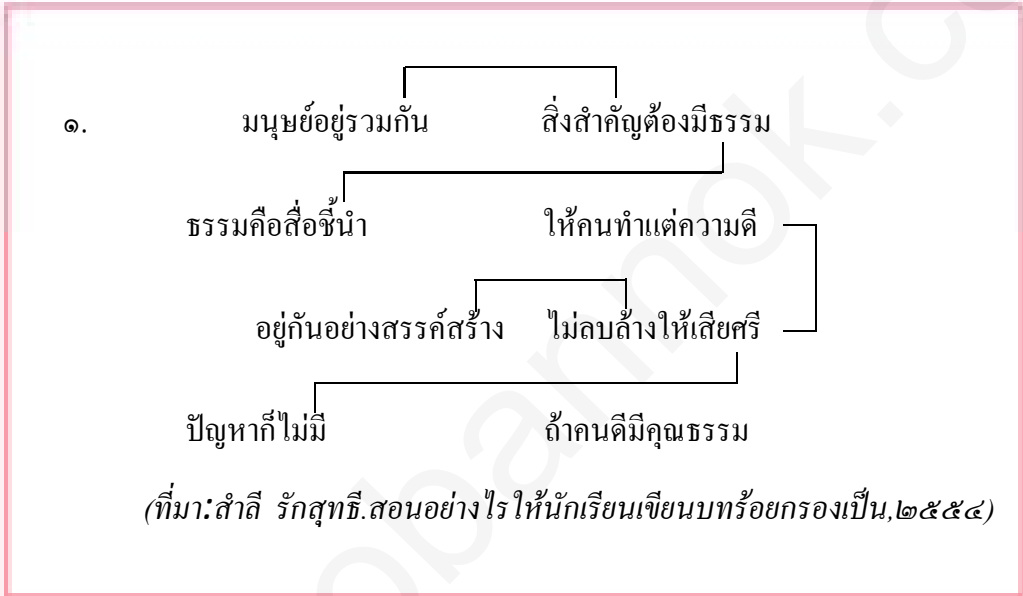 ๑. มนุษย์อยู่รวมกัน สิ่งสำคัญต้องมีธรรม
ธรรมคือสื่อชี้นำ ให้คนทำแต่ความดี
อยู่กันอย่างสรรค์สร้าง ไม่ลบล้างให้เสียศรี
ปัญหาก็ไม่มี ถ้าคนดีมีคุณธรรม
(ที่มา:สำลี รักสุทธี.สอนอย่างไรให้นักเรียนเขียนบทร้อยกรองเป็น,๒๕๕๔)